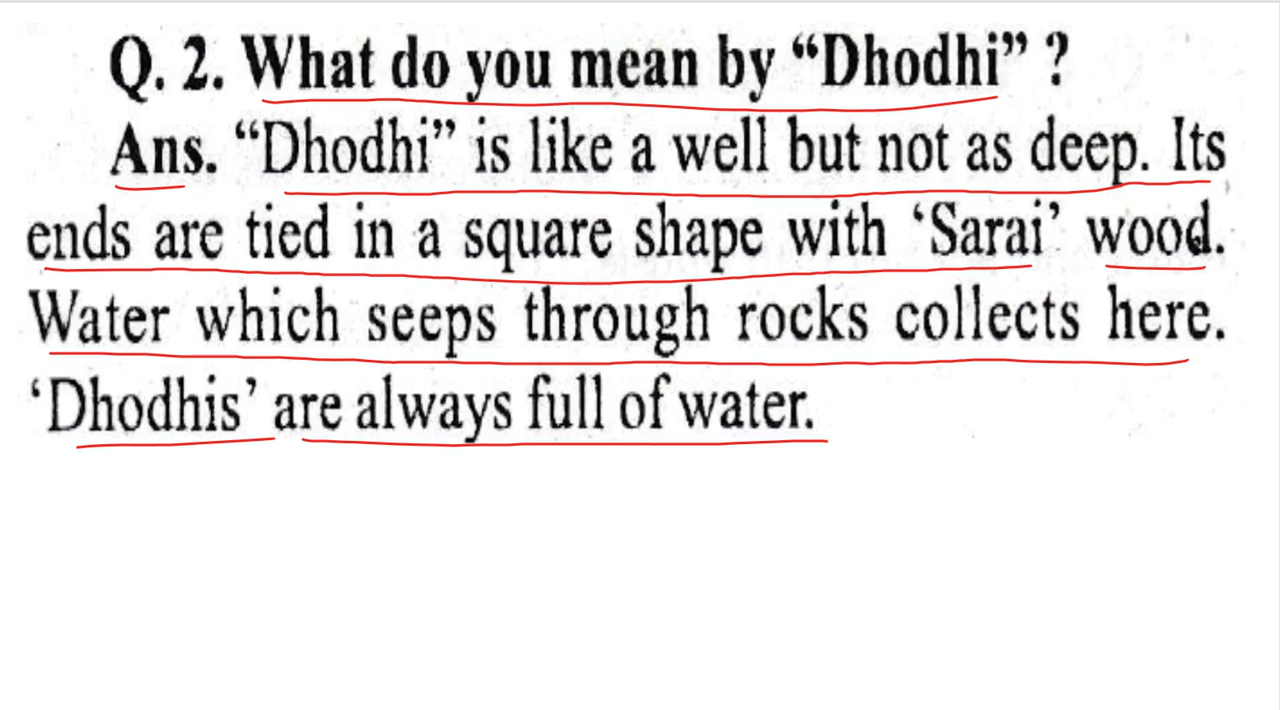 Q. 2. What do you mean by “Dhodhi” ?
Ans. “Dhodhi” is like a well but not as deep. Its
ends are tied in a square shape with ‘Sarai’ wood.
Water which seeps through rocks collects here.
‘Dhodhis’ are always full of water.